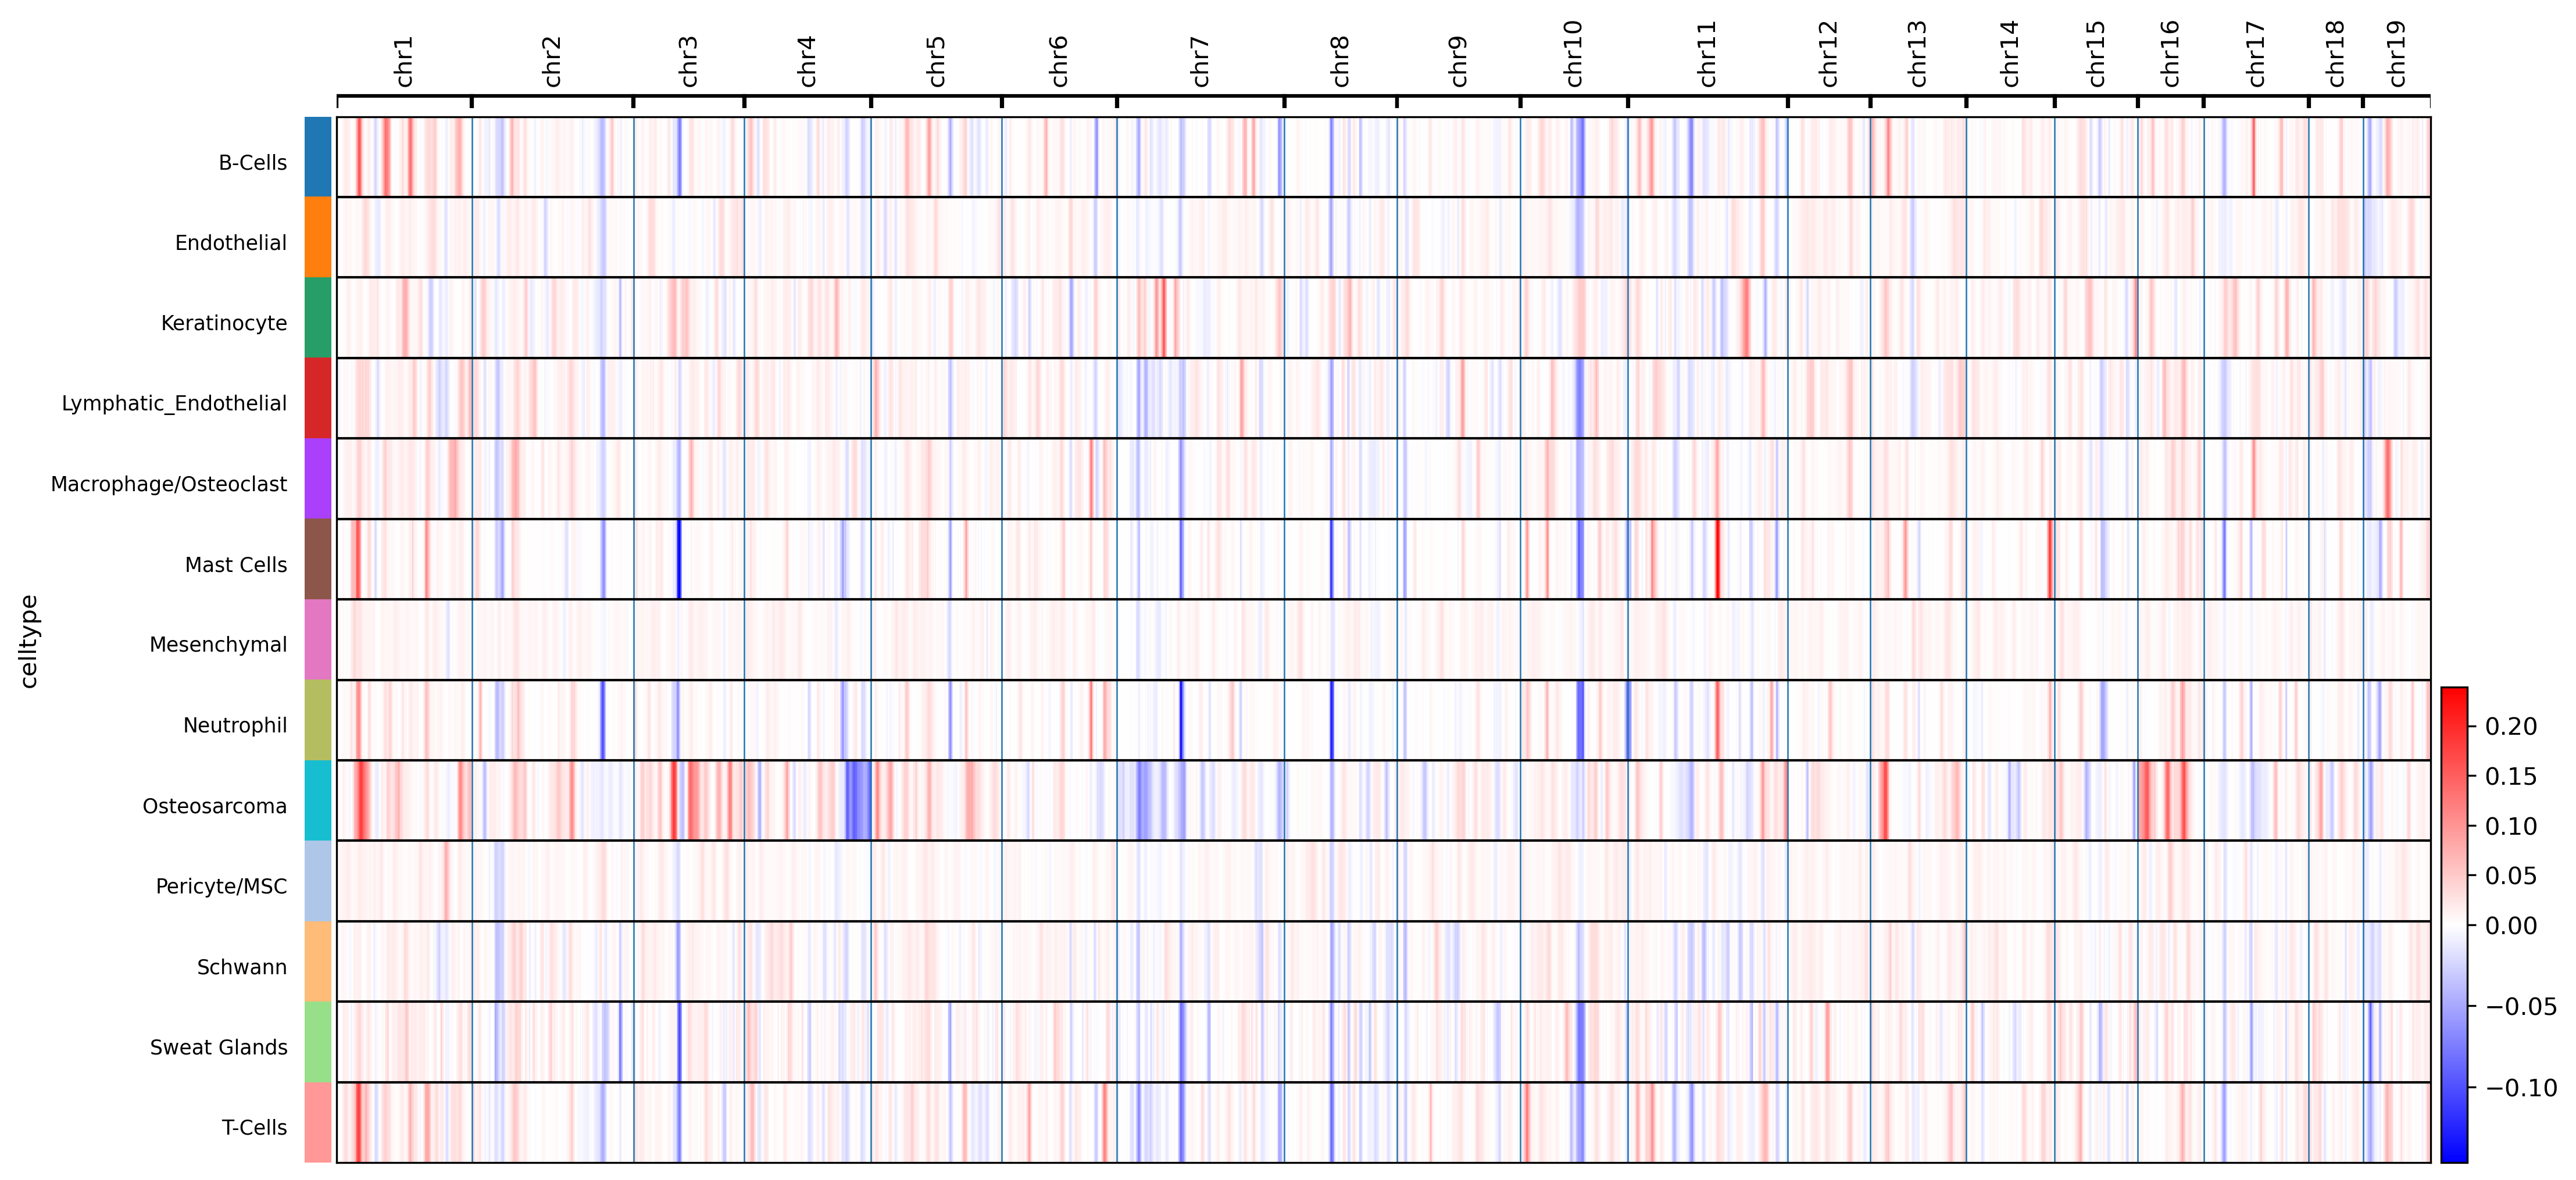 chr1
chr2
chr3
chr4
chr5
chr6
chr7
chr8
chr9
chr10
chr11
chr12
chr13
chr14
chr15
chr16
chr17
chr18
chr19
celltype
B-Cells
Endothelial
Keratinocyte
Lymphatic_Endothelial
Macrophage/Osteoclast
Mast Cells
Mesenchymal
Neutrophil
Osteosarcoma
Pericyte/MSC
Schwann
Sweat Glands
T-Cells
0.20
0.15
0.10
0.05
0.00
−0.05
−0.10